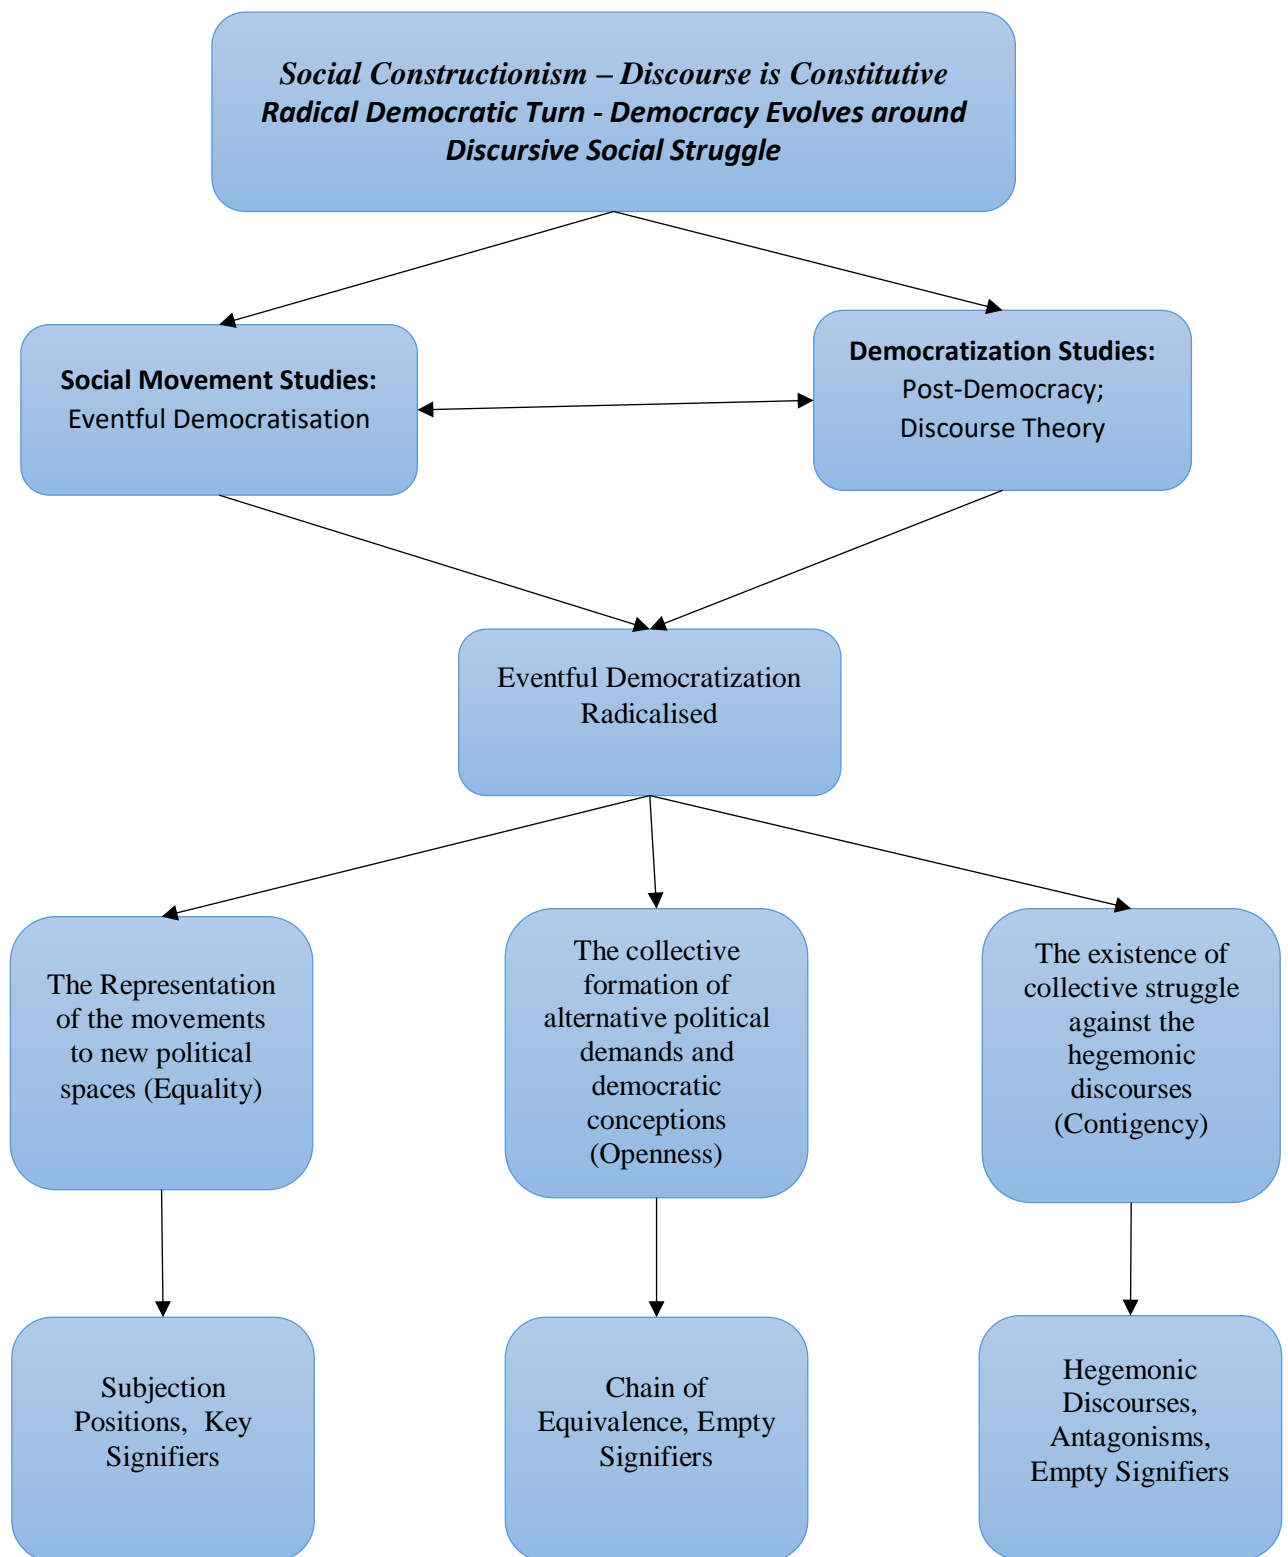 Social Constructionism – Discourse is Constitutive
Radical Democratic Turn - Democracy Evolves around
Discursive Social Struggle
Social Movement Studies:
Eventful Democratisation
Democratization Studies:
Post-Democracy;
Discourse Theory
Eventful Democratization
Radicalised
The Representation
of the movements
to new political
spaces (Equality)
The collective
formation of
alternative political
demands and
democratic
conceptions
(Openness)
The existence of
collective struggle
against the
hegemonic
discourses
(Contigency)
Subjection
Positions,  Key
Signifiers
Chain of
Equivalence, Empty
Signifiers
Hegemonic
Discourses,
Antagonisms,
Empty Signifiers